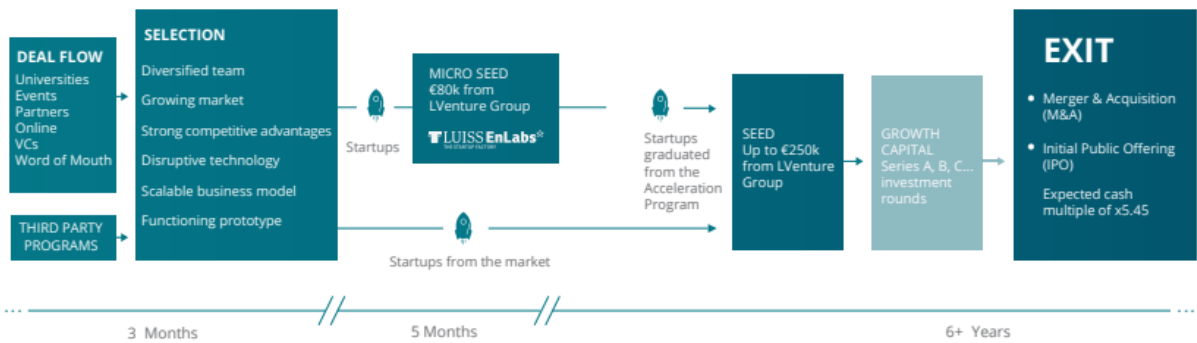 DEAL FLOW
Universities
Events
Partners
Online
VCs
Word of Mouth
THIRD PARTY
PROGRAMS
SELECTION
Diversified team
Growing market
Strong competitive advantages
Disruptive technology
Scalable business model
Functioning prototype
Startups
MICRO SEED
€80k from
LVenture Group
LUISS EnLabs
THE STARTUP FACTORY
Startups
graduated
from the
Acceleration
Program
Startups from the market
SEED
Up to €250k
from LVenture
Group
GROWTH
CAPITAL
Series A, B, C...
investment
rounds
EXIT
• Merger & Acquisition
(M&A)
• Initial Public Offering
(IPO)
Expected cash
multiple of x5.45
... 3 Months
5 Months
6+ Years ...